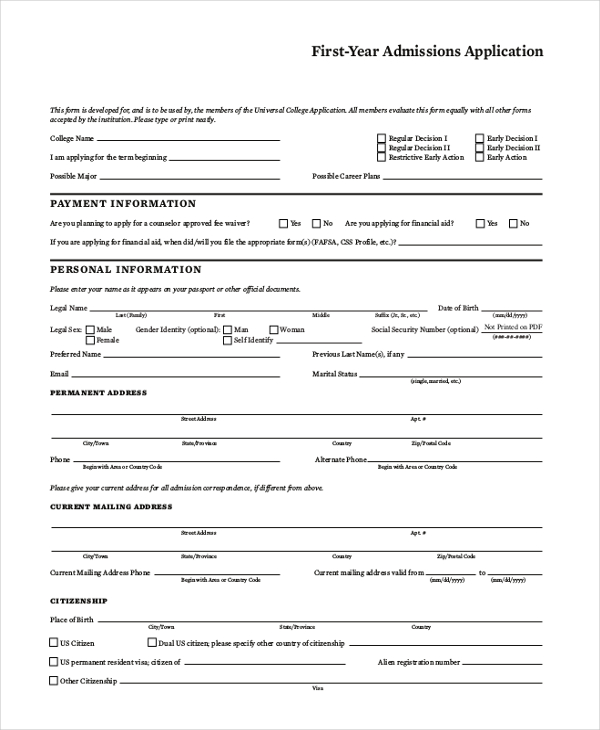 First-Year Admissions Application
This form is developed for, and is to be used by, the members of the Universal College Application. All members evaluate this form equally with all other forms
accepted by the institution. Please type or print neatly.
College Name Regular Decision I Early Decision I
Regular Decision II Early Decision II
I am applying for the term beginning Restrictive Early Action Early Action
Possible Major Possible Career Plans
PAYMENT INFORMATION
Are you planning to apply for a counselor approved fee waiver? Yes No Are you applying for financial aid? Yes No
If you are applying for financial aid, when did/will you file the appropriate form(s) (FAFSA, CSS Profile, etc.)?
PERSONAL INFORMATION
Please enter your name as it appears on your passport or other official documents.
Legal Name Date of Birth
Last (Family) First Middle Suffix (Jr., Sr., etc.) (mm/dd/yyyy)
Legal Sex: Male Gender Identity (optional): Man Woman Social Security Number (optional) Not Printed on PDF
Female Self Identify (###-##-####)
Preferred Name Previous Last Name(s), if any
Email Marital Status
(single, married, etc.)
PERMANENT ADDRESS
Street Address Apt. #
City/Town State/Province Country Zip/Postal Code
Phone Alternate Phone
Begin with Area or Country Code Begin with Area or Country Code
Please give your current address for all admission correspondence, if different from above.
CURRENT MAILING ADDRESS
Street Address Apt. #
City/Town State/Province Country Zip/Postal Code
Current Mailing Address Phone Current mailing address valid from to
Begin with Area or Country Code (mm/dd/yyyy) (mm/dd/yyyy)
CITIZENSHIP
Place of Birth
City/Town State/Province Country
US Citizen Dual US citizen; please specify other country of citizenship
US permanent resident visa; citizen of Alien registration number
Other Citizenship
Visa